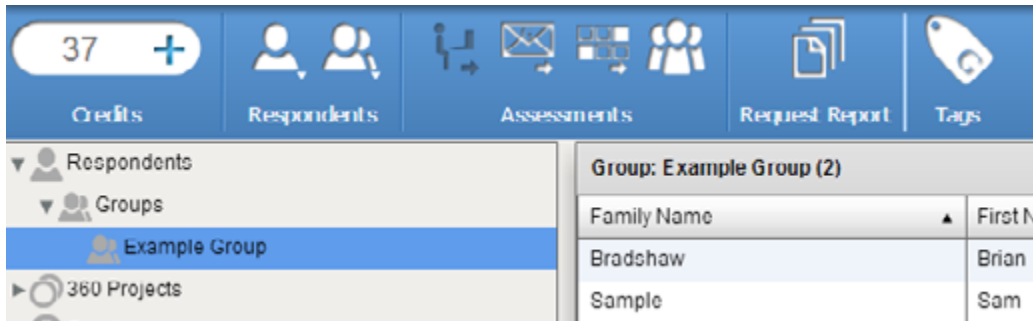 37 +
Credits
Respondents
Assessments
Request Report
Tags
Respondents
Groups
Example Group
360 Projects
Group: Example Group (2)
Family Name ▲ First N
Bradshaw Brian
Sample Sam